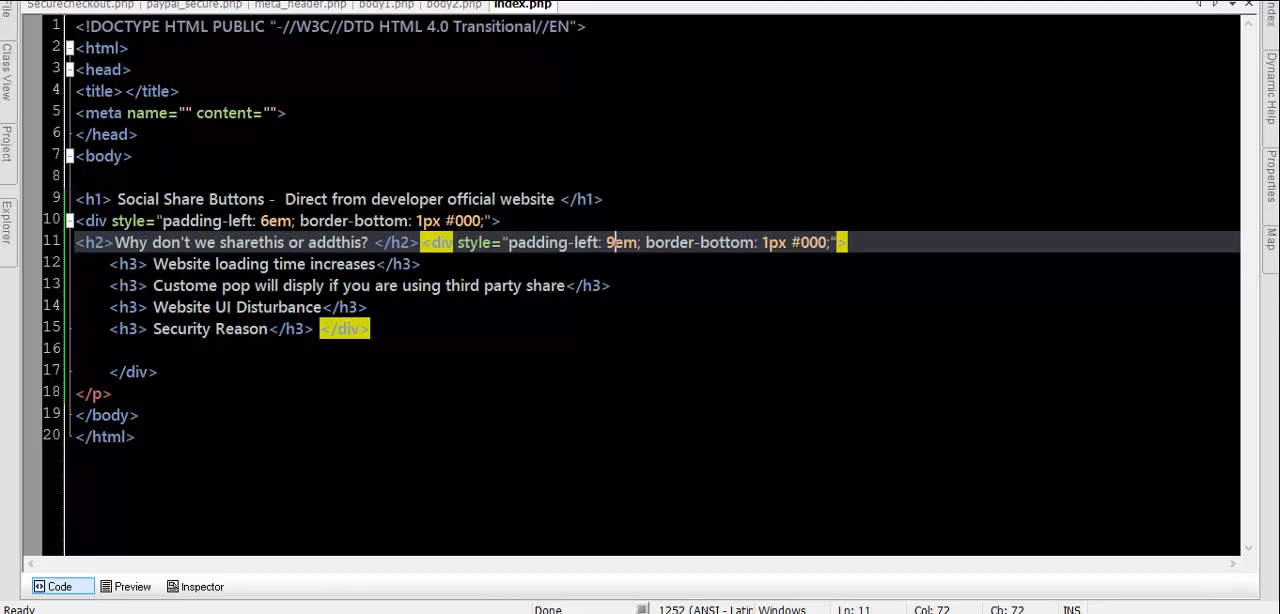 Securecheckout.php paypal_secure.php meta_header.php body1.php body2.php index.php
Class View
Project
Explorer
Dynamic Help
Properties
Map
1 <!DOCTYPE HTML PUBLIC "-//W3C//DTD HTML 4.0 Transitional//EN">
2 <html>
3 <head>
4 <title></title>
5 <meta name="" content="">
6 </head>
7 <body>
8
9 <h1> Social Share Buttons -  Direct from developer official website </h1>
10 <div style="padding-left: 6em; border-bottom: 1px #000;">
11 <h2>Why don't we sharethis or addthis? </h2><div style="padding-left: 9em; border-bottom: 1px #000;">
12 <h3> Website loading time increases</h3>
13 <h3> Custome pop will disply if you are using third party share</h3>
14 <h3> Website UI Disturbance</h3>
15 <h3> Security Reason</h3> </div>
16
17 </div>
18 </p>
19 </body>
20 </html>
Code Preview Inspector
Ready Done 1252 (ANSI - Latin Windows Ln: 11 Col: 72 Ch: 72 INS